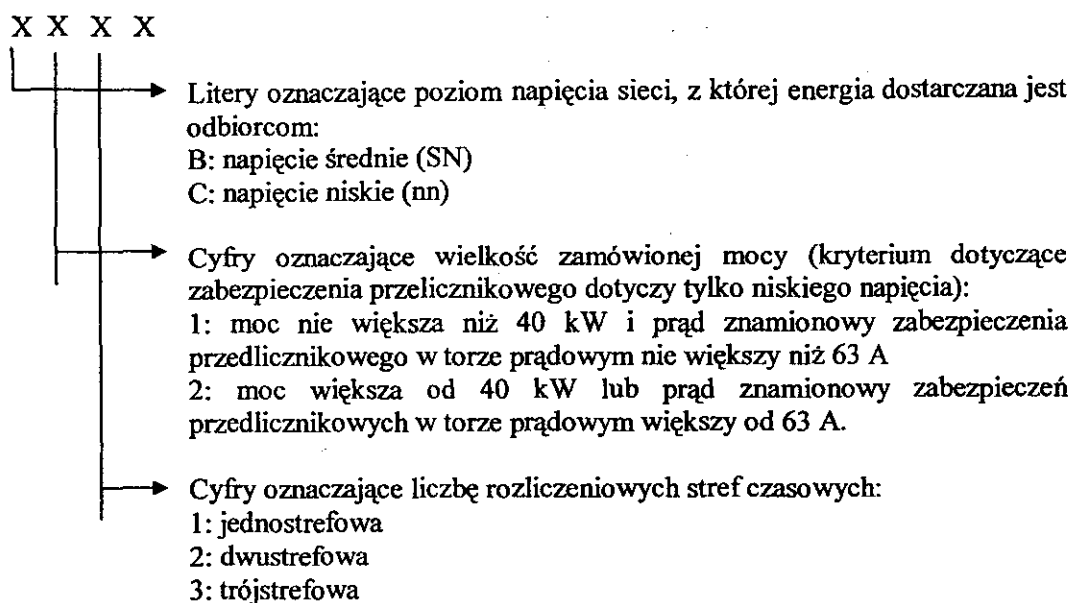 X X X X
Litery oznaczające poziom napięcia sieci, z której energia dostarczana jest
odbiorcom:
B: napięcie średnie (SN)
C: napięcie niskie (nn)
Cyfry oznaczające wielkość zamówionej mocy (kryterium dotyczące
zabezpieczenia przelicznikowego dotyczy tylko niskiego napięcia):
1: moc nie większa niż 40 kW i prąd znamionowy zabezpieczenia
przedlicznikowego w torze prądowym nie większy niż 63 A
2: moc większa od 40 kW lub prąd znamionowy zabezpieczeń
przedlicznikowych w torze prądowym większy od 63 A.
Cyfry oznaczające liczbę rozliczeniowych stref czasowych:
1: jednostrefowa
2: dwustrefowa
3: trójstrefowa